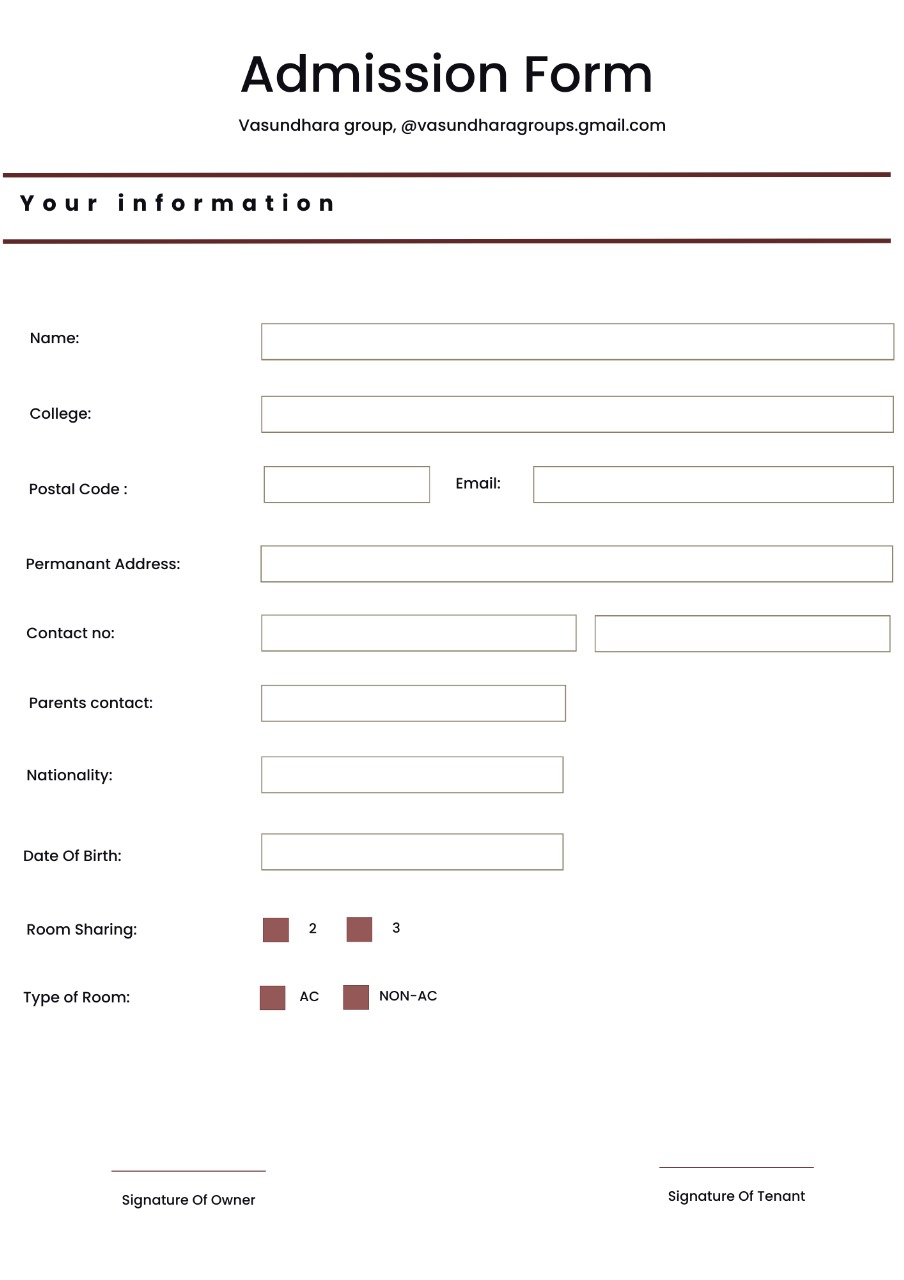 Admission Form
Vasundhara group, @vasundharagroups.gmail.com
Your information
Name:
College:
Postal Code :
Email:
Permanant Address:
Contact no:
Parents contact:
Nationality:
Date Of Birth:
Room Sharing: 2 3
Type of Room: AC NON-AC
Signature Of Owner
Signature Of Tenant